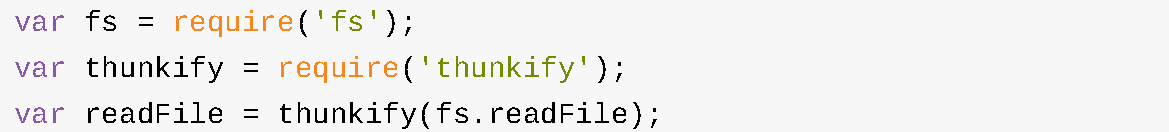 var fs = require('fs');
var thunkify = require('thunkify');
var readFile = thunkify(fs.readFile);